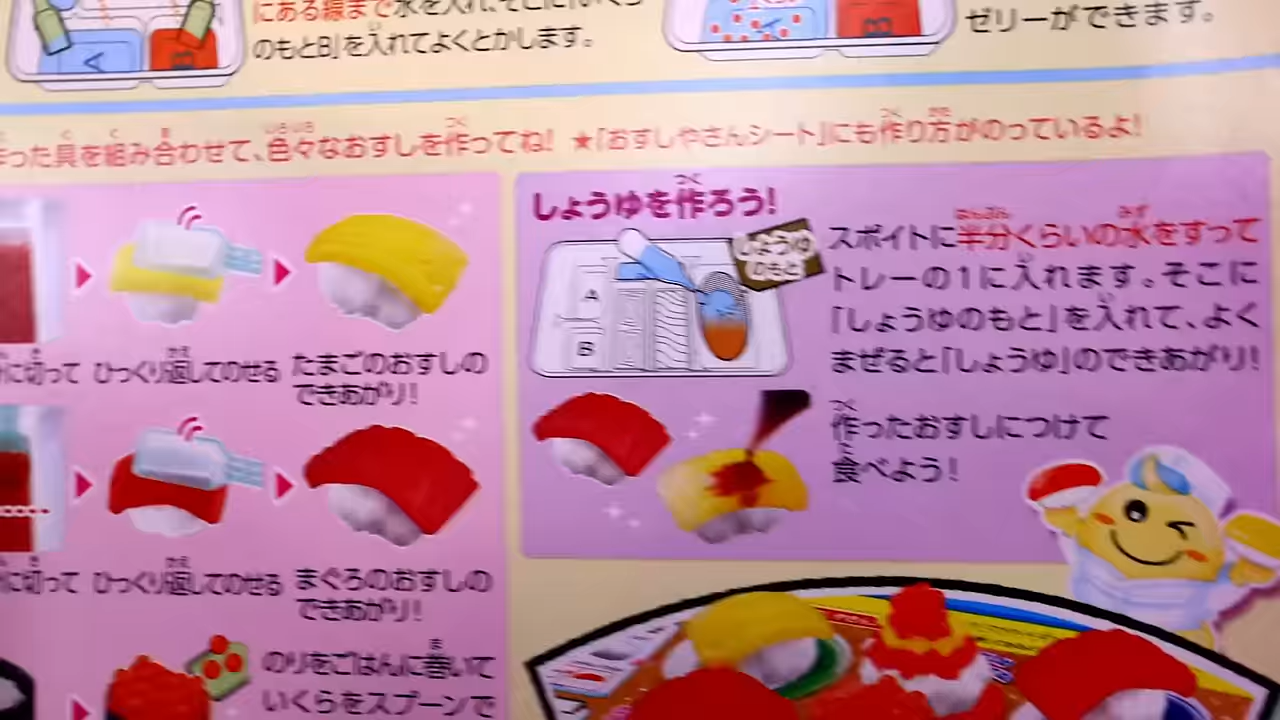 にある線まで水を入れ、そこに
のもとB」を入れてよくとかします。
ゼリーができます。
った具を組み合わせて、色々なおすしを作ってね! ★「おすしやさんシート」にも作り方がのっているよ!
に切って
ひっくり返してのせる
たまごのおすしの
できあがり!
に切って
ひっくり返してのせる
まぐろのおすしの
できあがり!
のりをごはんに巻いて
いくらをスプーンで
しょうゆを作ろう!
しょうゆ
のもと
A
B
スポイトに半分くらいの水をすって
トレーの1に入れます。そこに
「しょうゆのもと」を入れて、よく
まぜると「しょうゆ」のできあがり!
作ったおすしにつけて
食べよう!